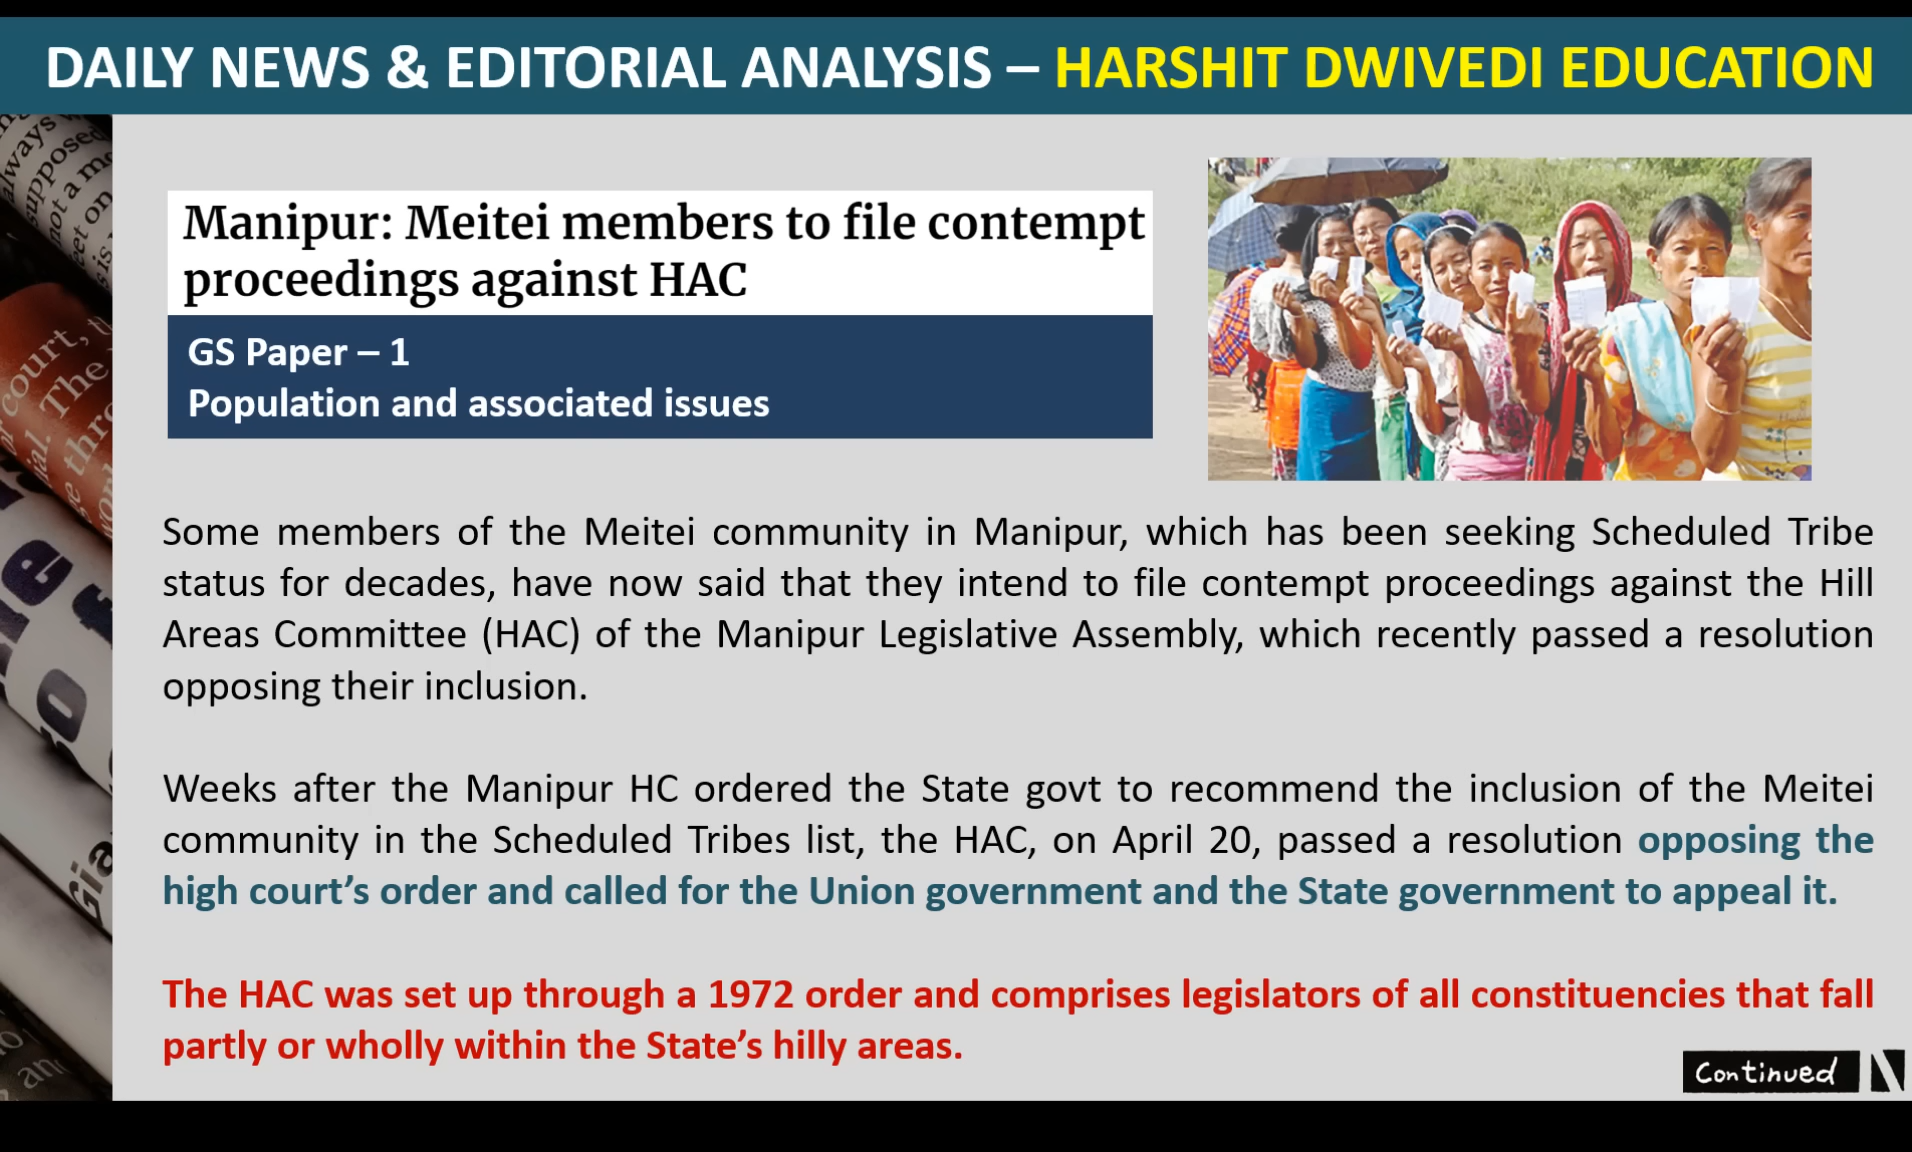 DAILY NEWS & EDITORIAL ANALYSIS – HARSHIT DWIVEDI EDUCATION
Manipur: Meitei members to file contempt
proceedings against HAC
GS Paper – 1
Population and associated issues
Some members of the Meitei community in Manipur, which has been seeking Scheduled Tribe
status for decades, have now said that they intend to file contempt proceedings against the Hill
Areas Committee (HAC) of the Manipur Legislative Assembly, which recently passed a resolution
opposing their inclusion.
Weeks after the Manipur HC ordered the State govt to recommend the inclusion of the Meitei
community in the Scheduled Tribes list, the HAC, on April 20, passed a resolution opposing the
high court's order and called for the Union government and the State government to appeal it.
The HAC was set up through a 1972 order and comprises legislators of all constituencies that fall
partly or wholly within the State's hilly areas.
Continued